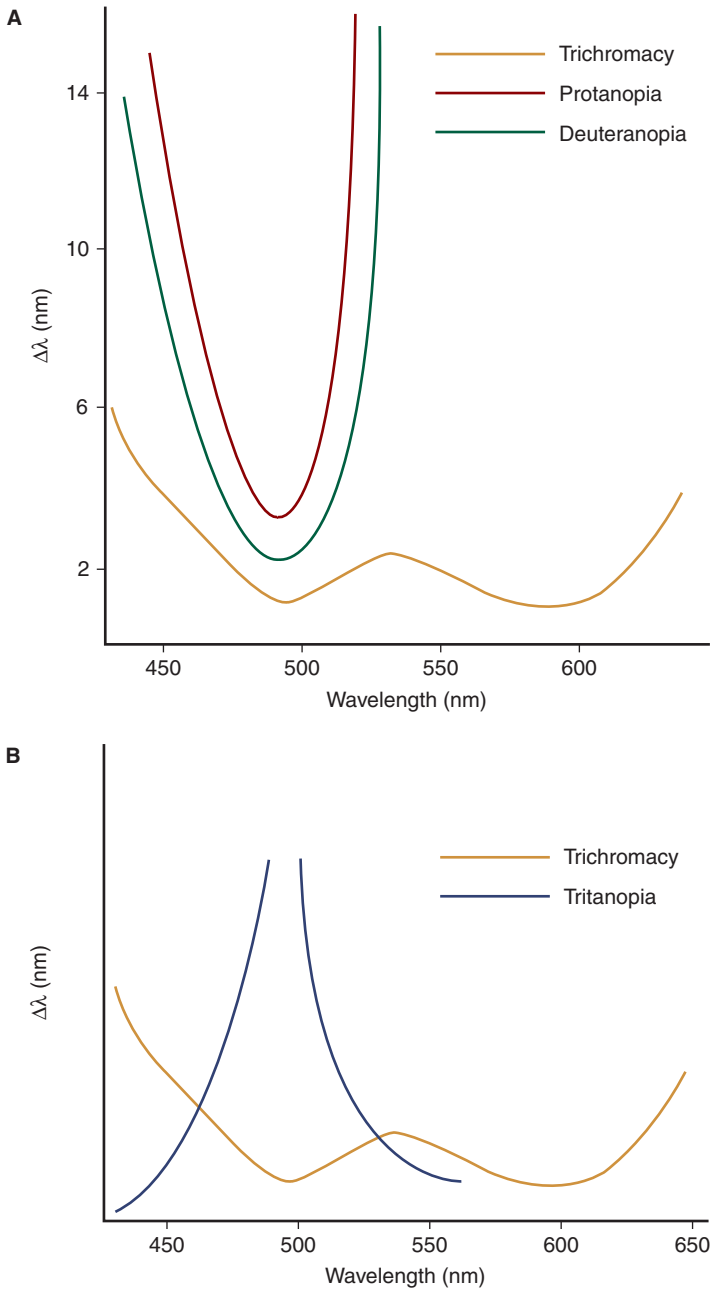 A
Trichromacy
Protanopia
Deuteranopia
14
10
6
2
Δλ (nm)
450 500 550 600
Wavelength (nm)
B
Trichromacy
Tritanopia
Δλ (nm)
450 500 550 600 650
Wavelength (nm)